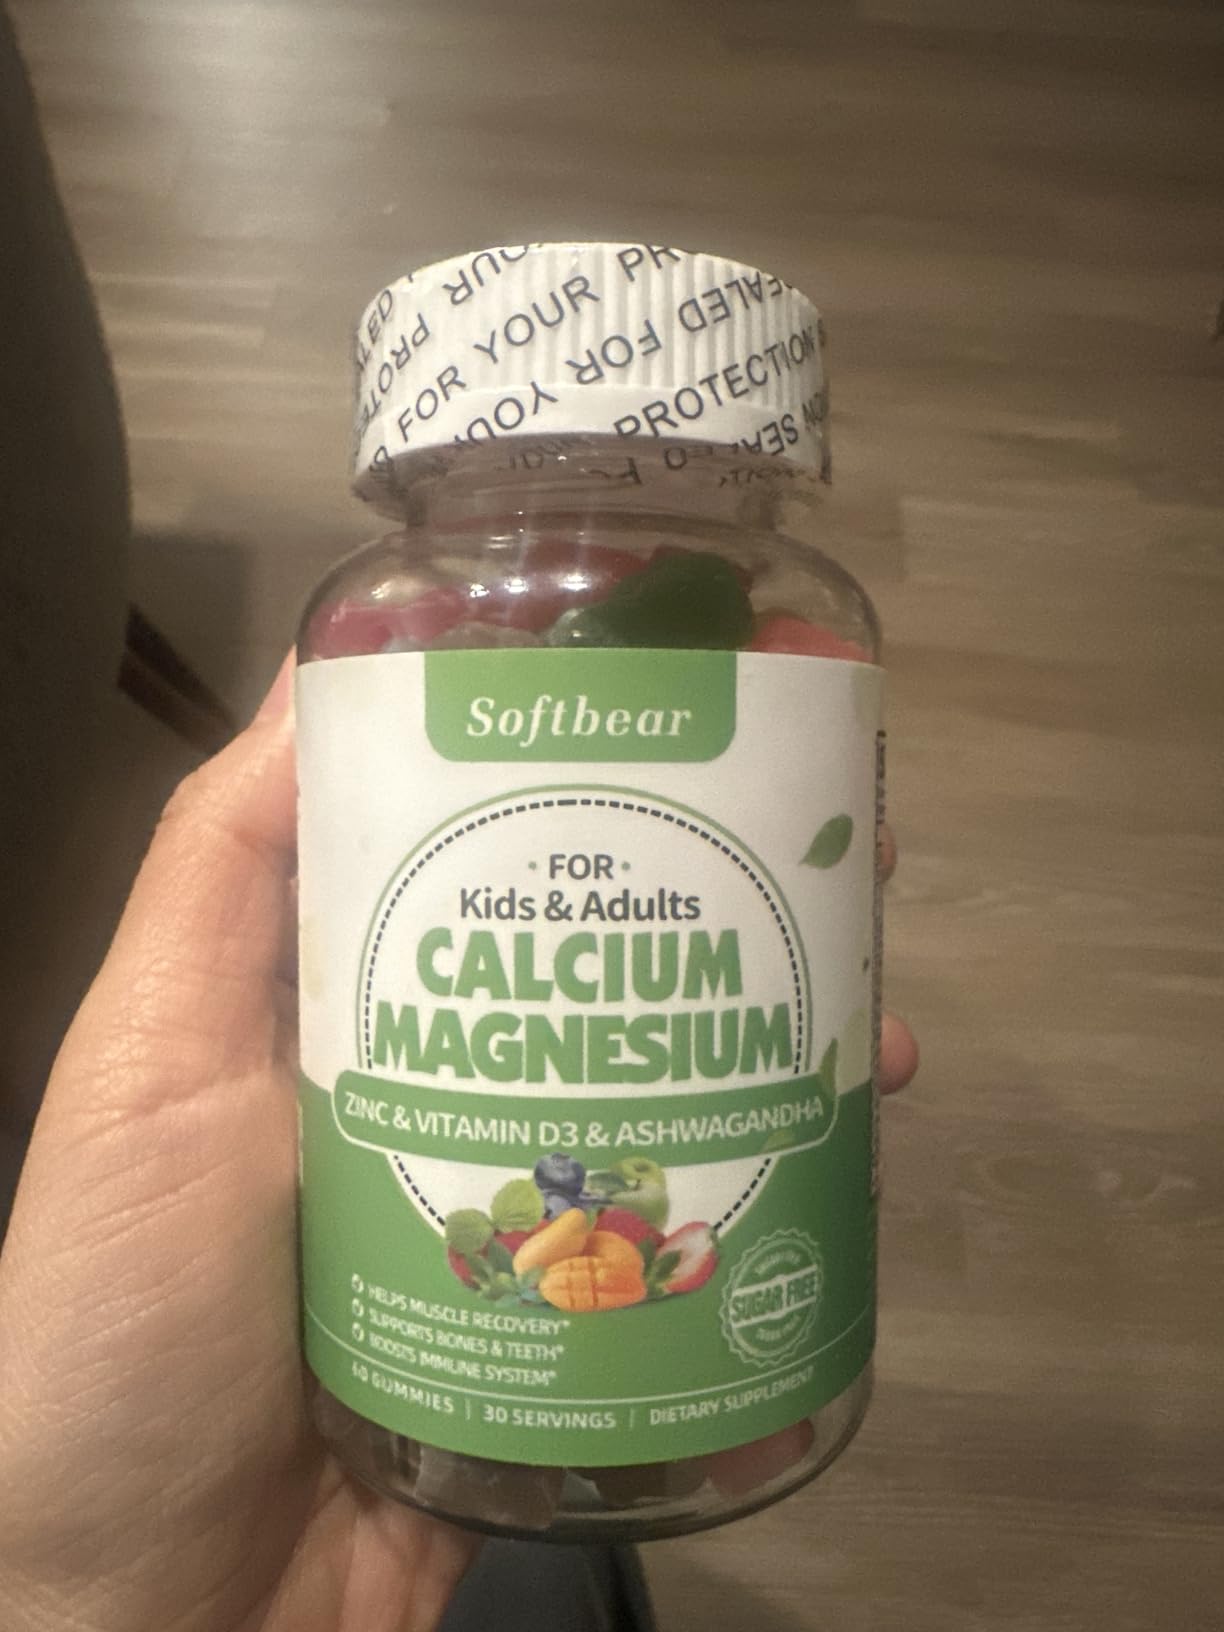 FOR YOUR PR
SEALED FOR YOUR
PROTECTION
Softbear
· FOR ·
Kids & Adults
CALCIUM
MAGNESIUM
ZINC & VITAMIN D3 & ASHWAGANDHA
HELPS MUSCLE RECOVERY*
SUPPORTS BONES & TEETH*
BOOSTS IMMUNE SYSTEM*
SUGAR FREE
60 GUMMIES | 30 SERVINGS | DIETARY SUPPLEMENT